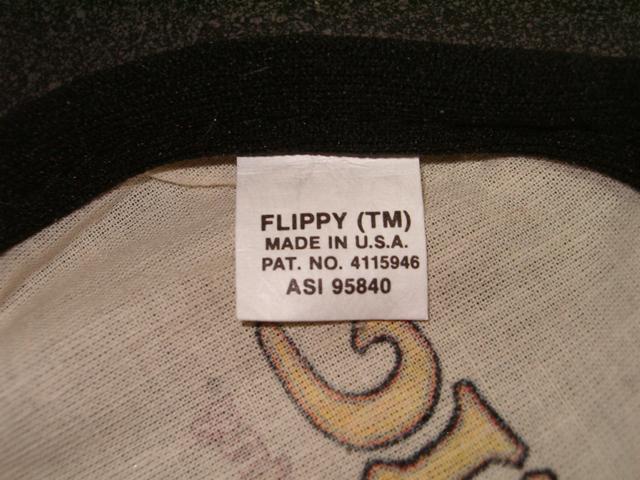 FLIPPY (TM)
MADE IN U.S.A.
PAT. NO. 4115946
ASI 95840